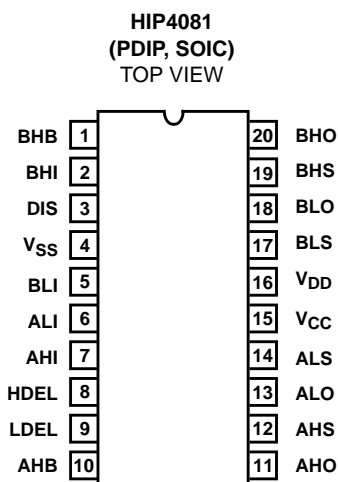 HIP4081
(PDIP, SOIC)
TOP VIEW
BHB 1 20 BHO
BHI 2 19 BHS
DIS 3 18 BLO
VSS 4 17 BLS
BLI 5 16 VDD
ALI 6 15 VCC
AHI 7 14 ALS
HDEL 8 13 ALO
LDEL 9 12 AHS
AHB 10 11 AHO